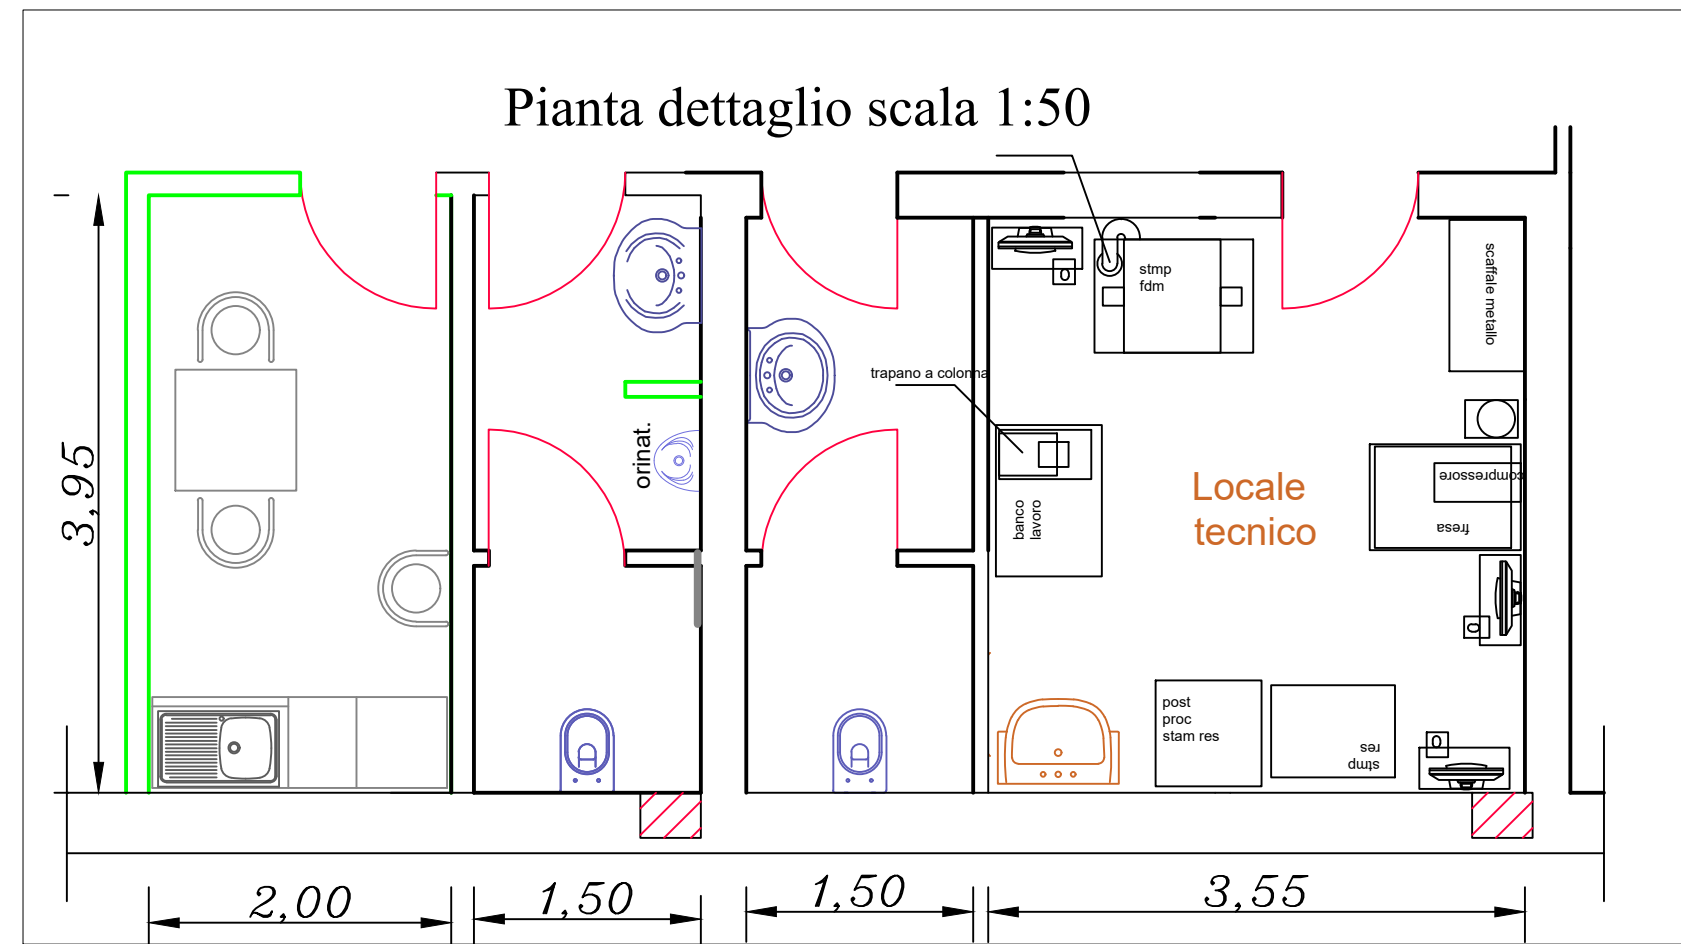 Pianta dettaglio scala 1:50
stmp
fdm
scaffale metallo
trapano a colonna
orinat.
3,95
Locale
tecnico
compressore
fresa
banco
lavoro
post
proc
stam res
stmp
res
2,00
1,50
1,50
3,55